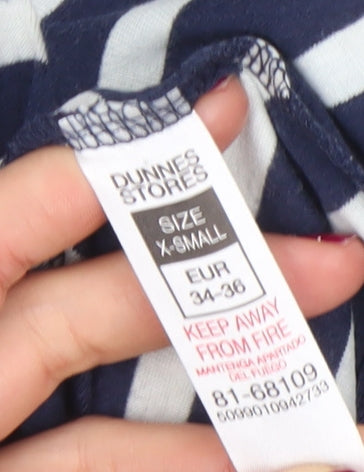 DUNNES
STORES
SIZE
X-SMALL
EUR
34-36
KEEP AWAY
FROM FIRE
MANTENGA APARTADO
DEL FUEGO
81-68109
5099010942733